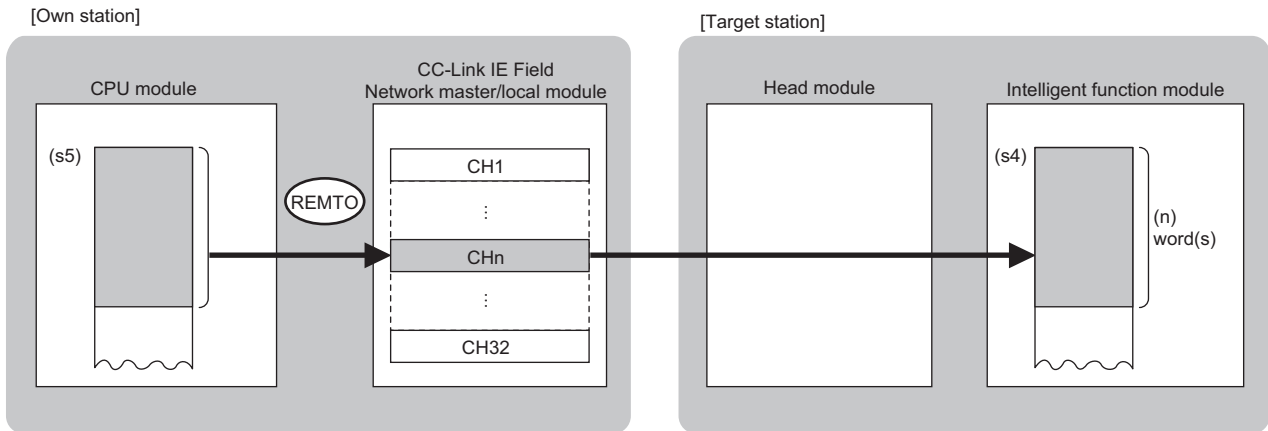 [Own station]
[Target station]
CPU module
CC-Link IE Field
Network master/local module
Head module
Intelligent function module
(s5)
REMTO
CH1
⋮
CHn
⋮
CH32
(s4)
(n)
word(s)